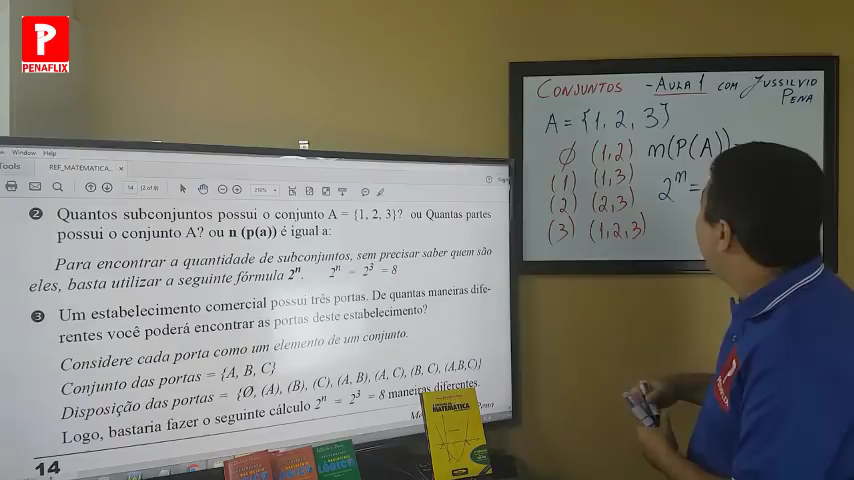 PENAFLIX
Window Help
Tools
REF_MATEMATICA... ×
14 (2 of 9)
2 Quantos subconjuntos possui o conjunto A = {1, 2, 3}? ou Quantas partes
possui o conjunto A? ou n (p(a)) é igual a:
Para encontrar a quantidade de subconjuntos, sem precisar saber quem são
eles, basta utilizar a seguinte fórmula 2ⁿ. 2ⁿ = 2³ = 8
3 Um estabelecimento comercial possui três portas. De quantas maneiras dife-
rentes você poderá encontrar as portas deste estabelecimento?
Considere cada porta como um elemento de um conjunto.
Conjunto das portas = {A, B, C}
Disposição das portas = {Ø, (A), (B), (C), (A, B), (A, C), (B, C), (A,B,C)}
Logo, bastaria fazer o seguinte cálculo 2ⁿ = 2³ = 8 maneiras diferentes.
Pena
14
MATEMÁTICA
LÓGICA
CONJUNTOS - AULA 1 COM JUSSILVIO
PENA
A = {1, 2, 3}
∅ (1,2) n(P(A))
(1) (1,3)
2ⁿ =
(2) (2,3)
(3) (1,2,3)